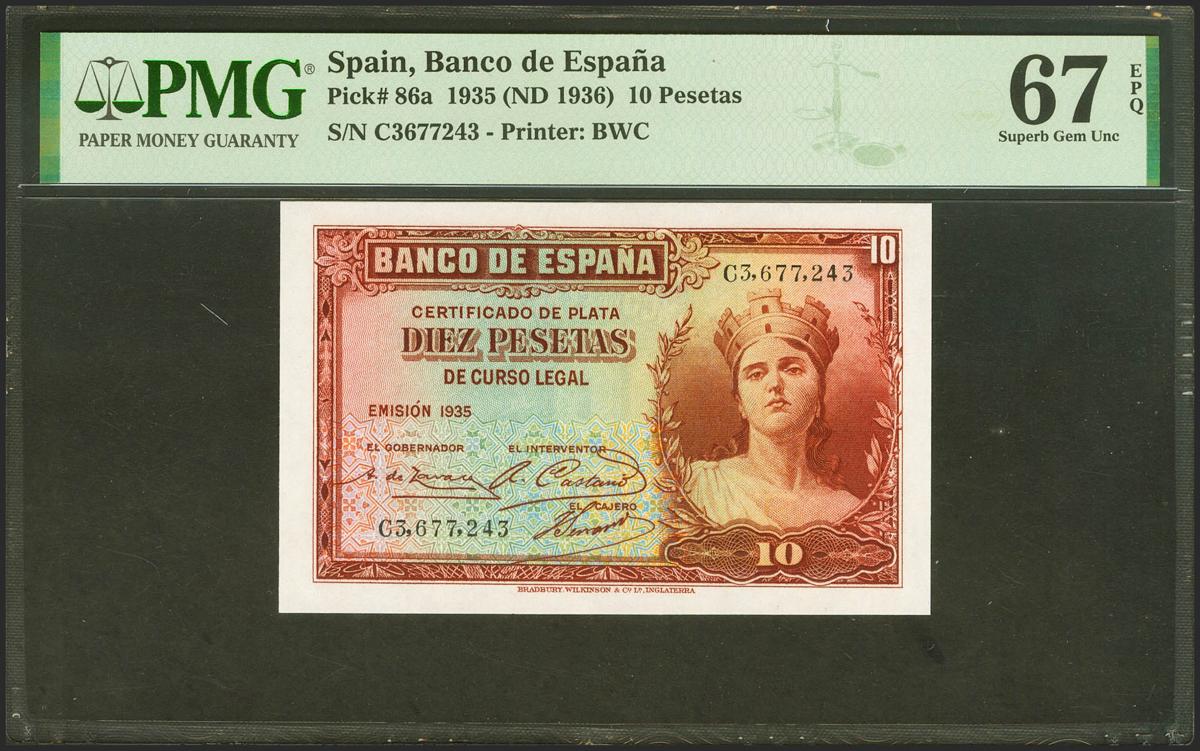 PMG®
PAPER MONEY GUARANTY
Spain, Banco de España
Pick# 86a 1935 (ND 1936) 10 Pesetas
S/N C3677243 - Printer: BWC
67
EPQ
Superb Gem Unc
BANCO DE ESPAÑA
10
C3,677,243
CERTIFICADO DE PLATA
DIEZ PESETAS
DE CURSO LEGAL
EMISIÓN 1935
EL GOBERNADOR EL INTERVENTOR
A. Castaño
EL CAJERO
C3,677,243
10
BRADBURY, WILKINSON & Cº Lᴰ, INGLATERRA